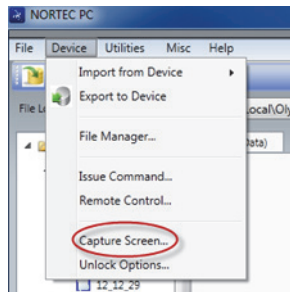 NORTEC PC
File Device Utilities Misc Help
Import from Device
Export to Device
File Manager...
Issue Command...
Remote Control...
Capture Screen...
Unlock Options...
12_12_29